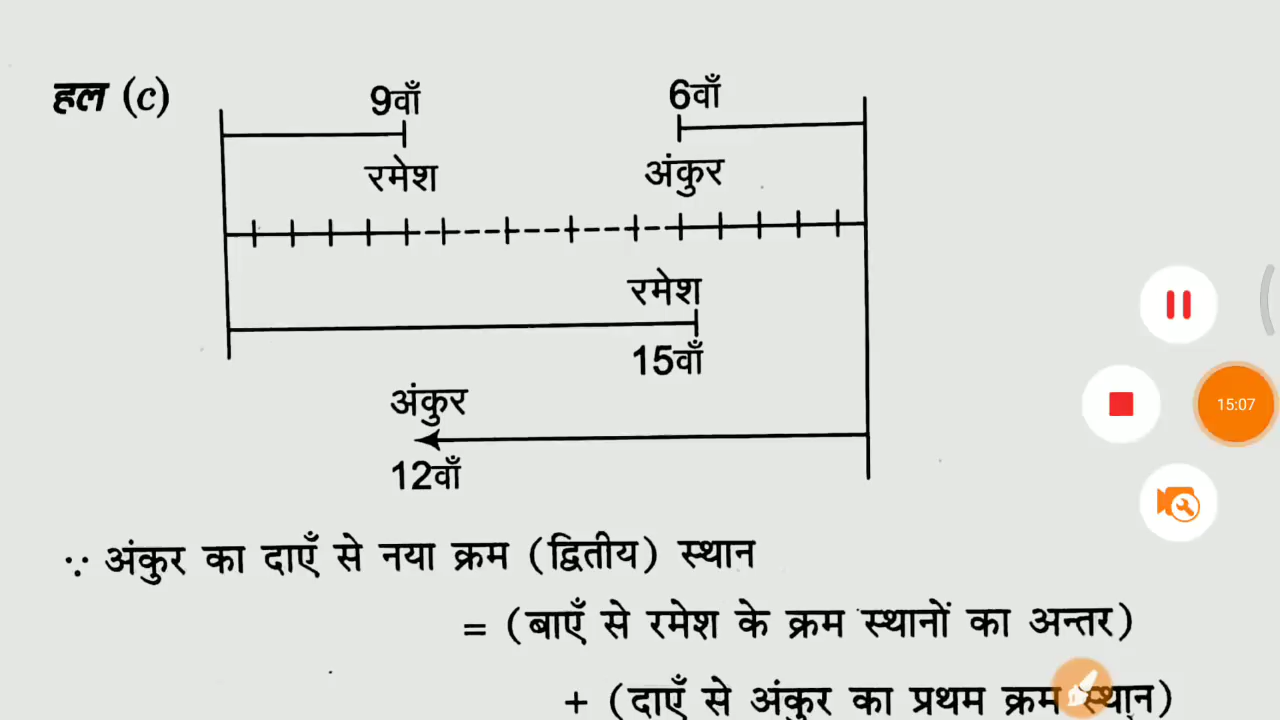 हल (c)
9वाँ
6वाँ
रमेश
अंकुर
रमेश
15वाँ
अंकुर
12वाँ
∵ अंकुर का दाएँ से नया क्रम (द्वितीय) स्थान
= (बाएँ से रमेश के क्रम स्थानों का अन्तर)
+ (दाएँ से अंकुर का प्रथम क्रम स्थान)
15:07